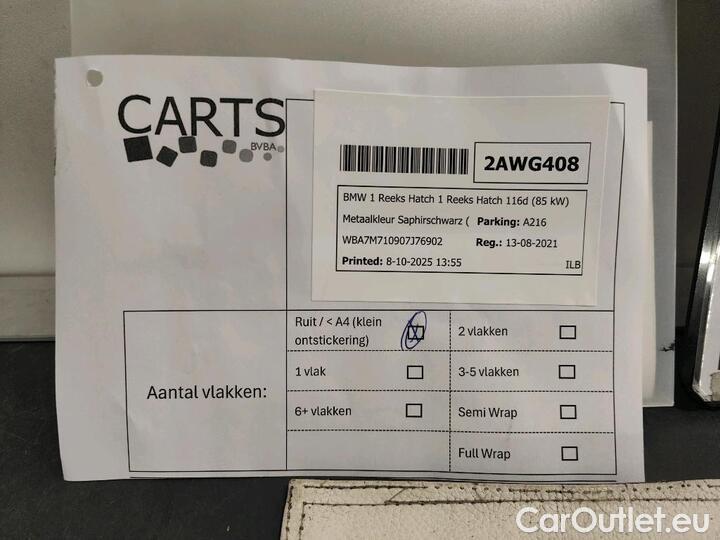 CARTS
BVBA
2AWG408
BMW 1 Reeks Hatch 1 Reeks Hatch 116d (85 kW)
Metaalkleur Saphirschwarz ( Parking: A216
WBA7M710907J76902 Reg.: 13-08-2021
Printed: 8-10-2025 13:55 ILB
Aantal vlakken:
Ruit / < A4 (klein
ontstickering)
2 vlakken
1 vlak
3-5 vlakken
6+ vlakken
Semi Wrap
Full Wrap
CarOutlet.eu